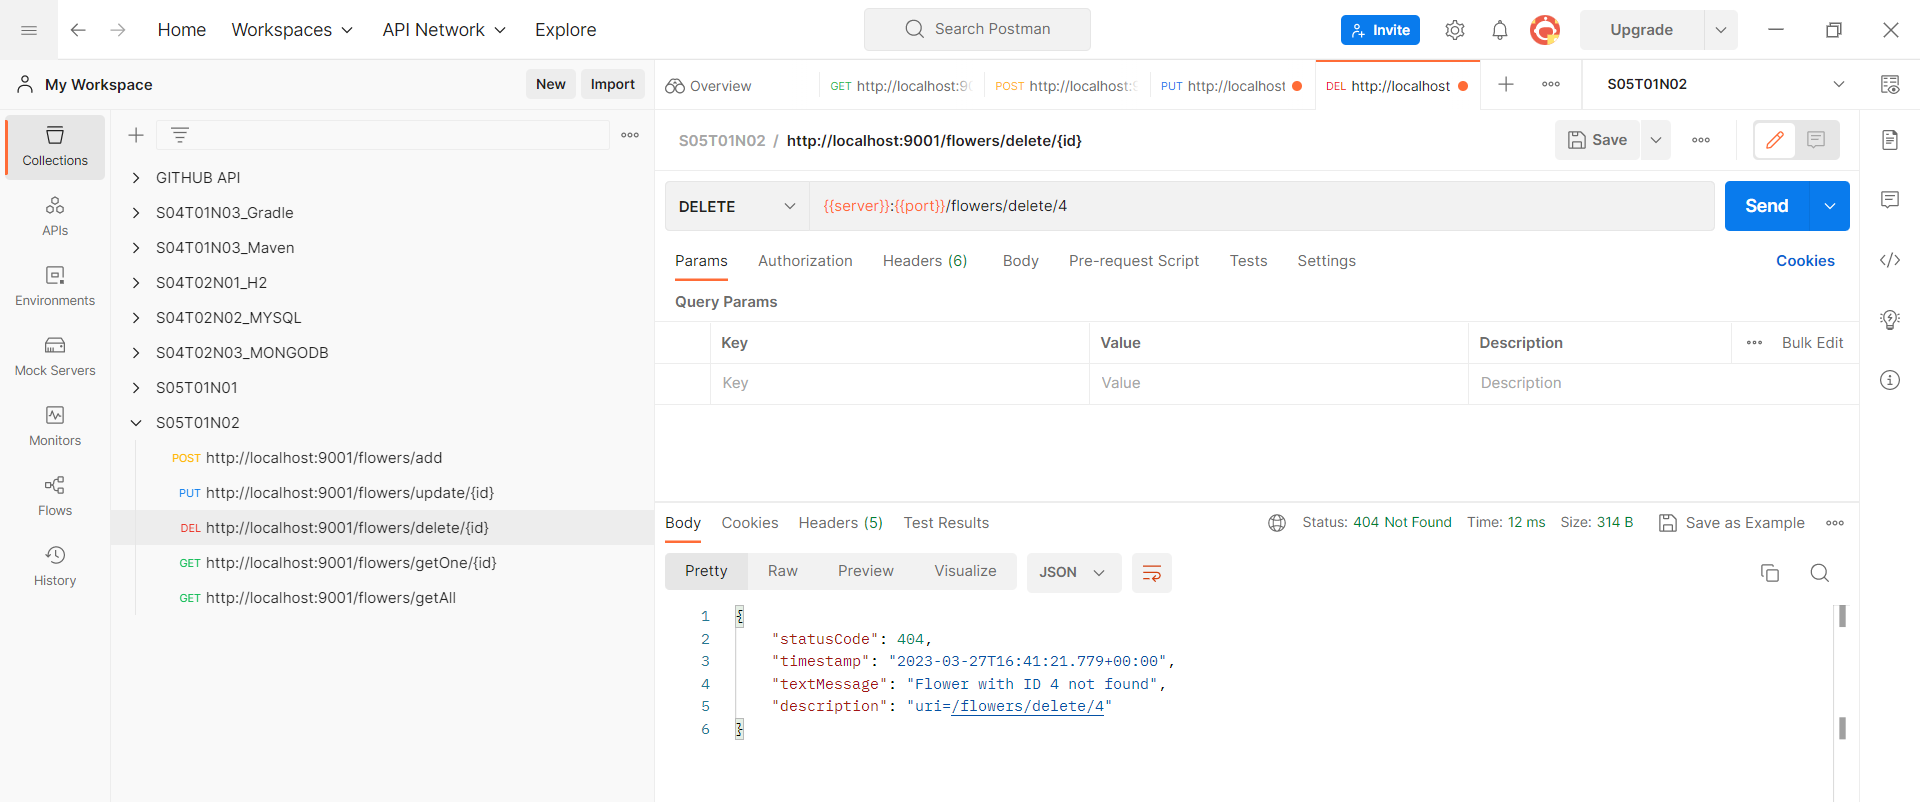 Home Workspaces API Network Explore Search Postman Invite Upgrade
My Workspace New Import
Overview GET http://localhost:90 POST http://localhost: PUT http://localhost DEL http://localhost S05T01N02
Collections
APIs
Environments
Mock Servers
Monitors
Flows
History
GITHUB API
S04T01N03_Gradle
S04T01N03_Maven
S04T02N01_H2
S04T02N02_MYSQL
S04T02N03_MONGODB
S05T01N01
S05T01N02
POST http://localhost:9001/flowers/add
PUT http://localhost:9001/flowers/update/{id}
DEL http://localhost:9001/flowers/delete/{id}
GET http://localhost:9001/flowers/getOne/{id}
GET http://localhost:9001/flowers/getAll
S05T01N02 / http://localhost:9001/flowers/delete/{id} Save
DELETE {{server}}:{{port}}/flowers/delete/4 Send
Params Authorization Headers (6) Body Pre-request Script Tests Settings Cookies
Query Params
Key Value Description Bulk Edit
Key Value Description
Body Cookies Headers (5) Test Results Status: 404 Not Found Time: 12 ms Size: 314 B Save as Example
Pretty Raw Preview Visualize JSON
1 {
2 "statusCode": 404,
3 "timestamp": "2023-03-27T16:41:21.779+00:00",
4 "textMessage": "Flower with ID 4 not found",
5 "description": "uri=/flowers/delete/4"
6 }